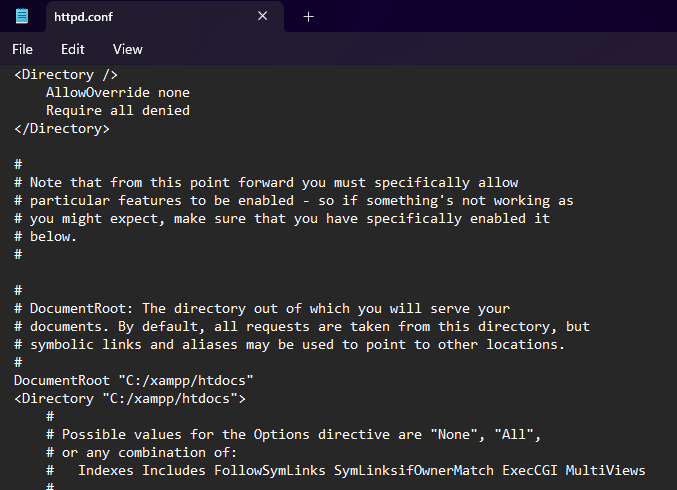 httpd.conf
File Edit View
<Directory />
    AllowOverride none
    Require all denied
</Directory>
#
# Note that from this point forward you must specifically allow
# particular features to be enabled - so if something's not working as
# you might expect, make sure that you have specifically enabled it
# below.
#
#
# DocumentRoot: The directory out of which you will serve your
# documents. By default, all requests are taken from this directory, but
# symbolic links and aliases may be used to point to other locations.
#
DocumentRoot "C:/xampp/htdocs"
<Directory "C:/xampp/htdocs">
    #
    # Possible values for the Options directive are "None", "All",
    # or any combination of:
    #   Indexes Includes FollowSymLinks SymLinksifOwnerMatch ExecCGI MultiViews
    #